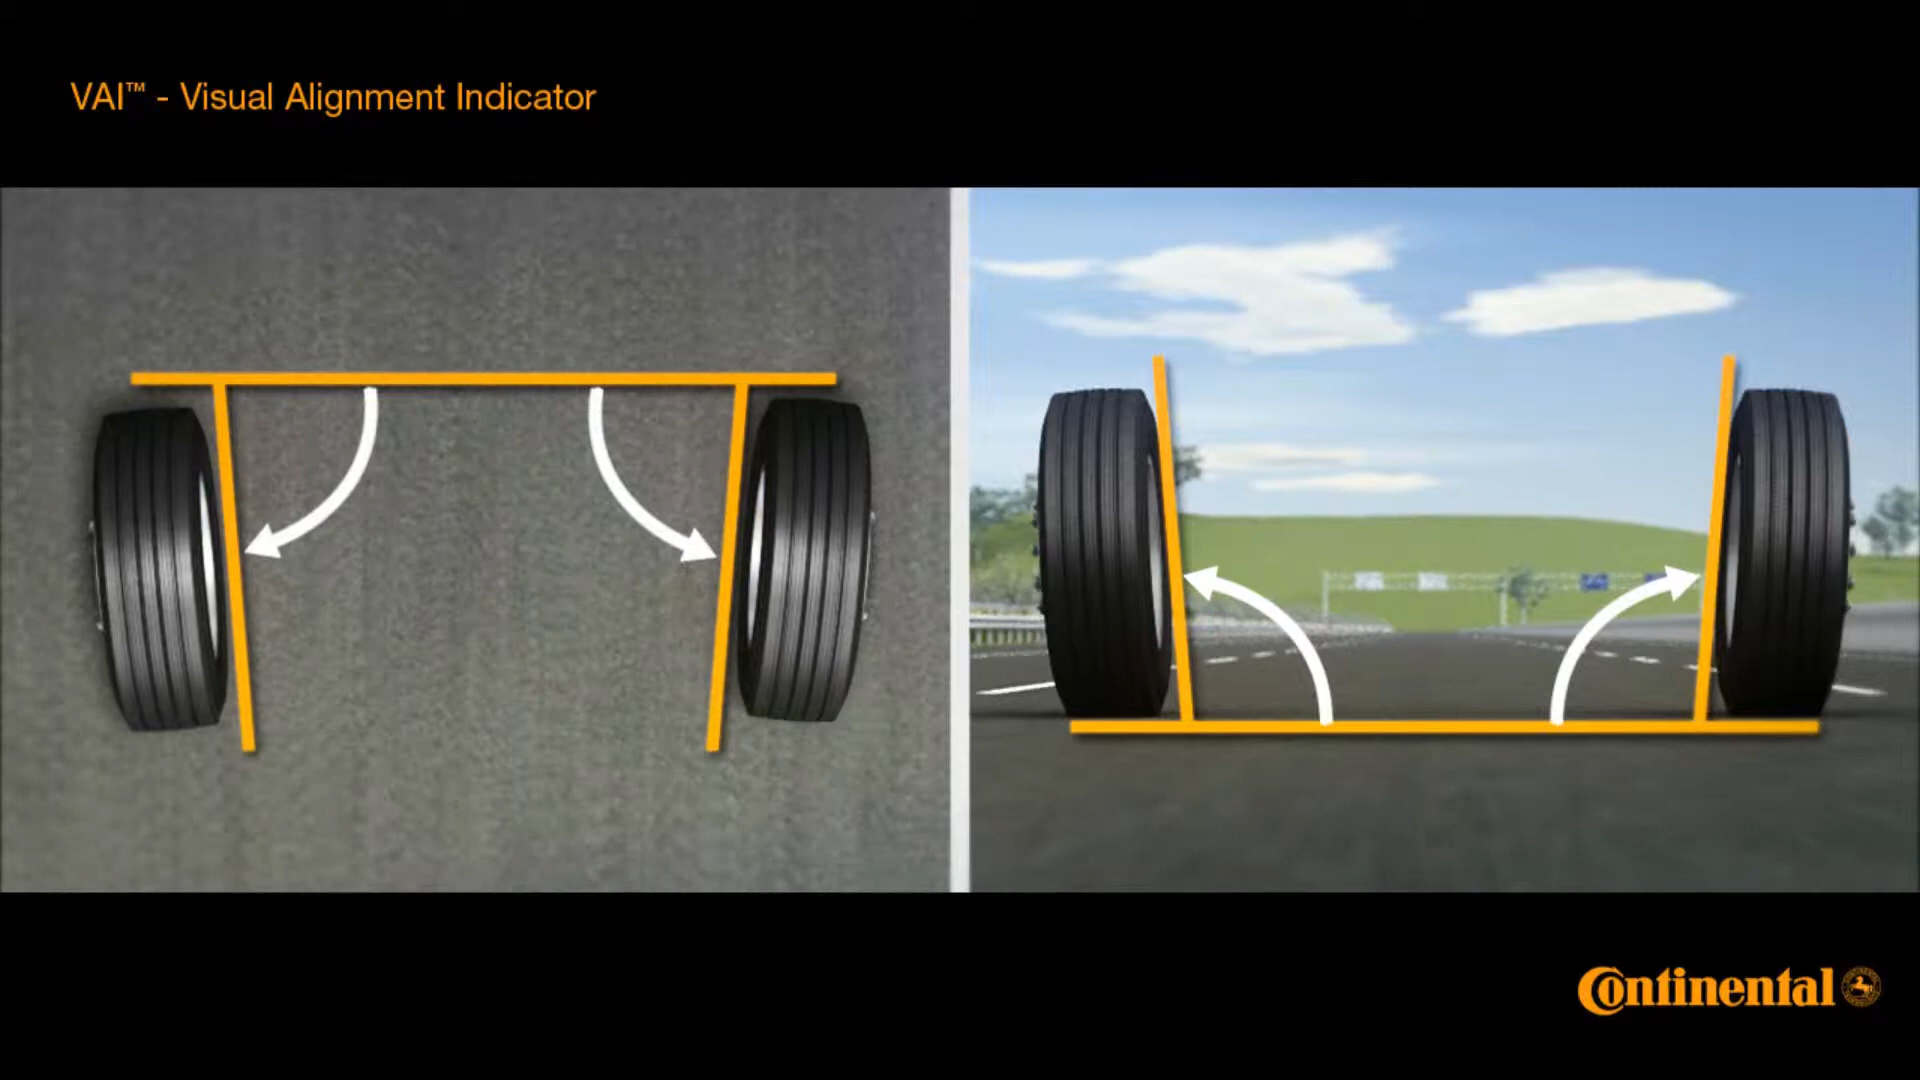 VAI™ - Visual Alignment Indicator
Continental